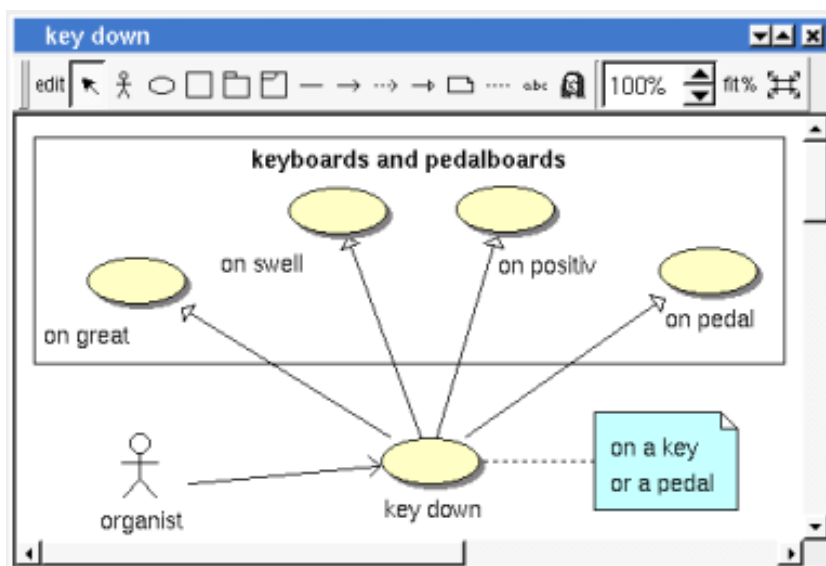 key down
edit
abc
100%
fit%
keyboards and pedalboards
on swell
on positiv
on great
on pedal
on a key
or a pedal
organist
key down